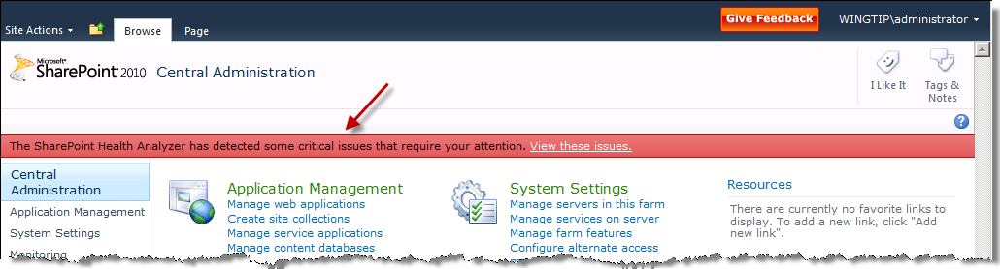 Site Actions Browse Page Give Feedback WINGTIP\administrator
Microsoft®
SharePoint® 2010 Central Administration
I Like It Tags &
Notes
The SharePoint Health Analyzer has detected some critical issues that require your attention. View these issues.
Central
Administration
Application Management
System Settings
Monitoring
Application Management
Manage web applications
Create site collections
Manage service applications
Manage content databases
System Settings
Manage servers in this farm
Manage services on server
Manage farm features
Configure alternate access
Resources
There are currently no favorite links to
display. To add a new link, click "Add
new link".